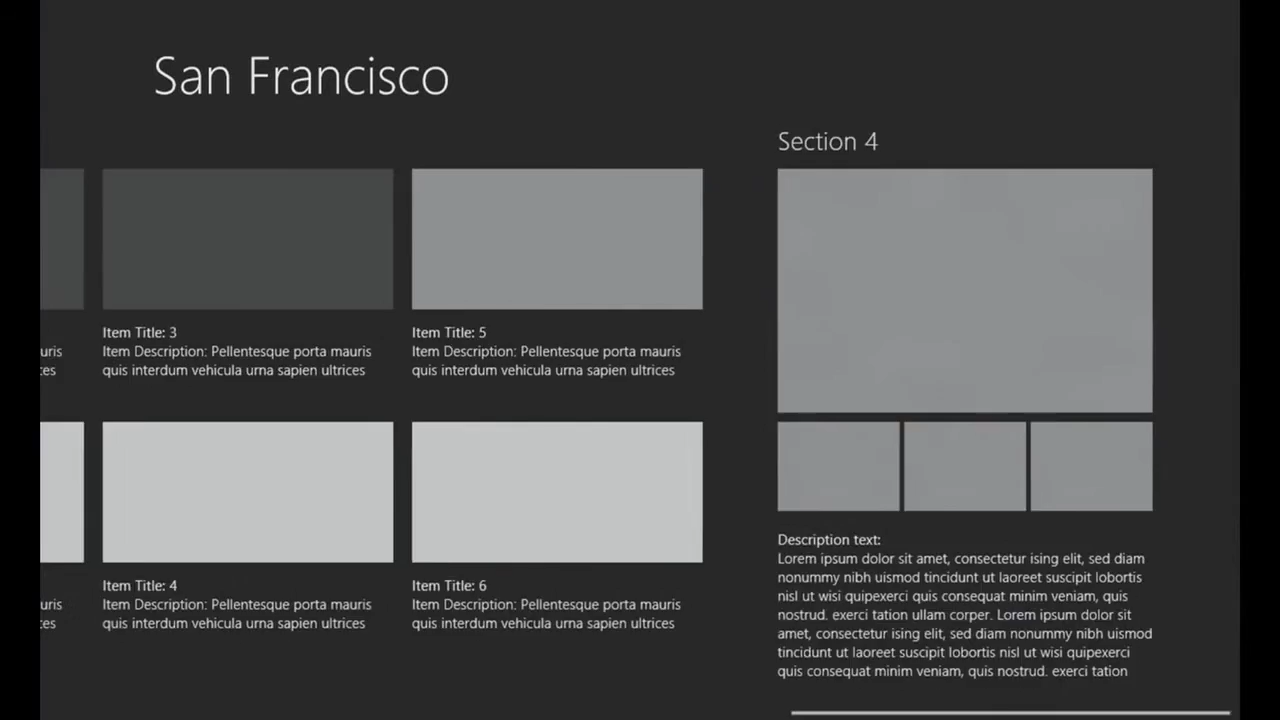 San Francisco
Section 4
Item Title: 3
Item Description: Pellentesque porta mauris
quis interdum vehicula urna sapien ultrices
Item Title: 5
Item Description: Pellentesque porta mauris
quis interdum vehicula urna sapien ultrices
uris
ces
Item Title: 4
Item Description: Pellentesque porta mauris
quis interdum vehicula urna sapien ultrices
Item Title: 6
Item Description: Pellentesque porta mauris
quis interdum vehicula urna sapien ultrices
uris
ces
Description text:
Lorem ipsum dolor sit amet, consectetur ising elit, sed diam
nonummy nibh uismod tincidunt ut laoreet suscipit lobortis
nisl ut wisi quipexerci quis consequat minim veniam, quis
nostrud. exerci tation ullam corper. Lorem ipsum dolor sit
amet, consectetur ising elit, sed diam nonummy nibh uismod
tincidunt ut laoreet suscipit lobortis nisl ut wisi quipexerci
quis consequat minim veniam, quis nostrud. exerci tation